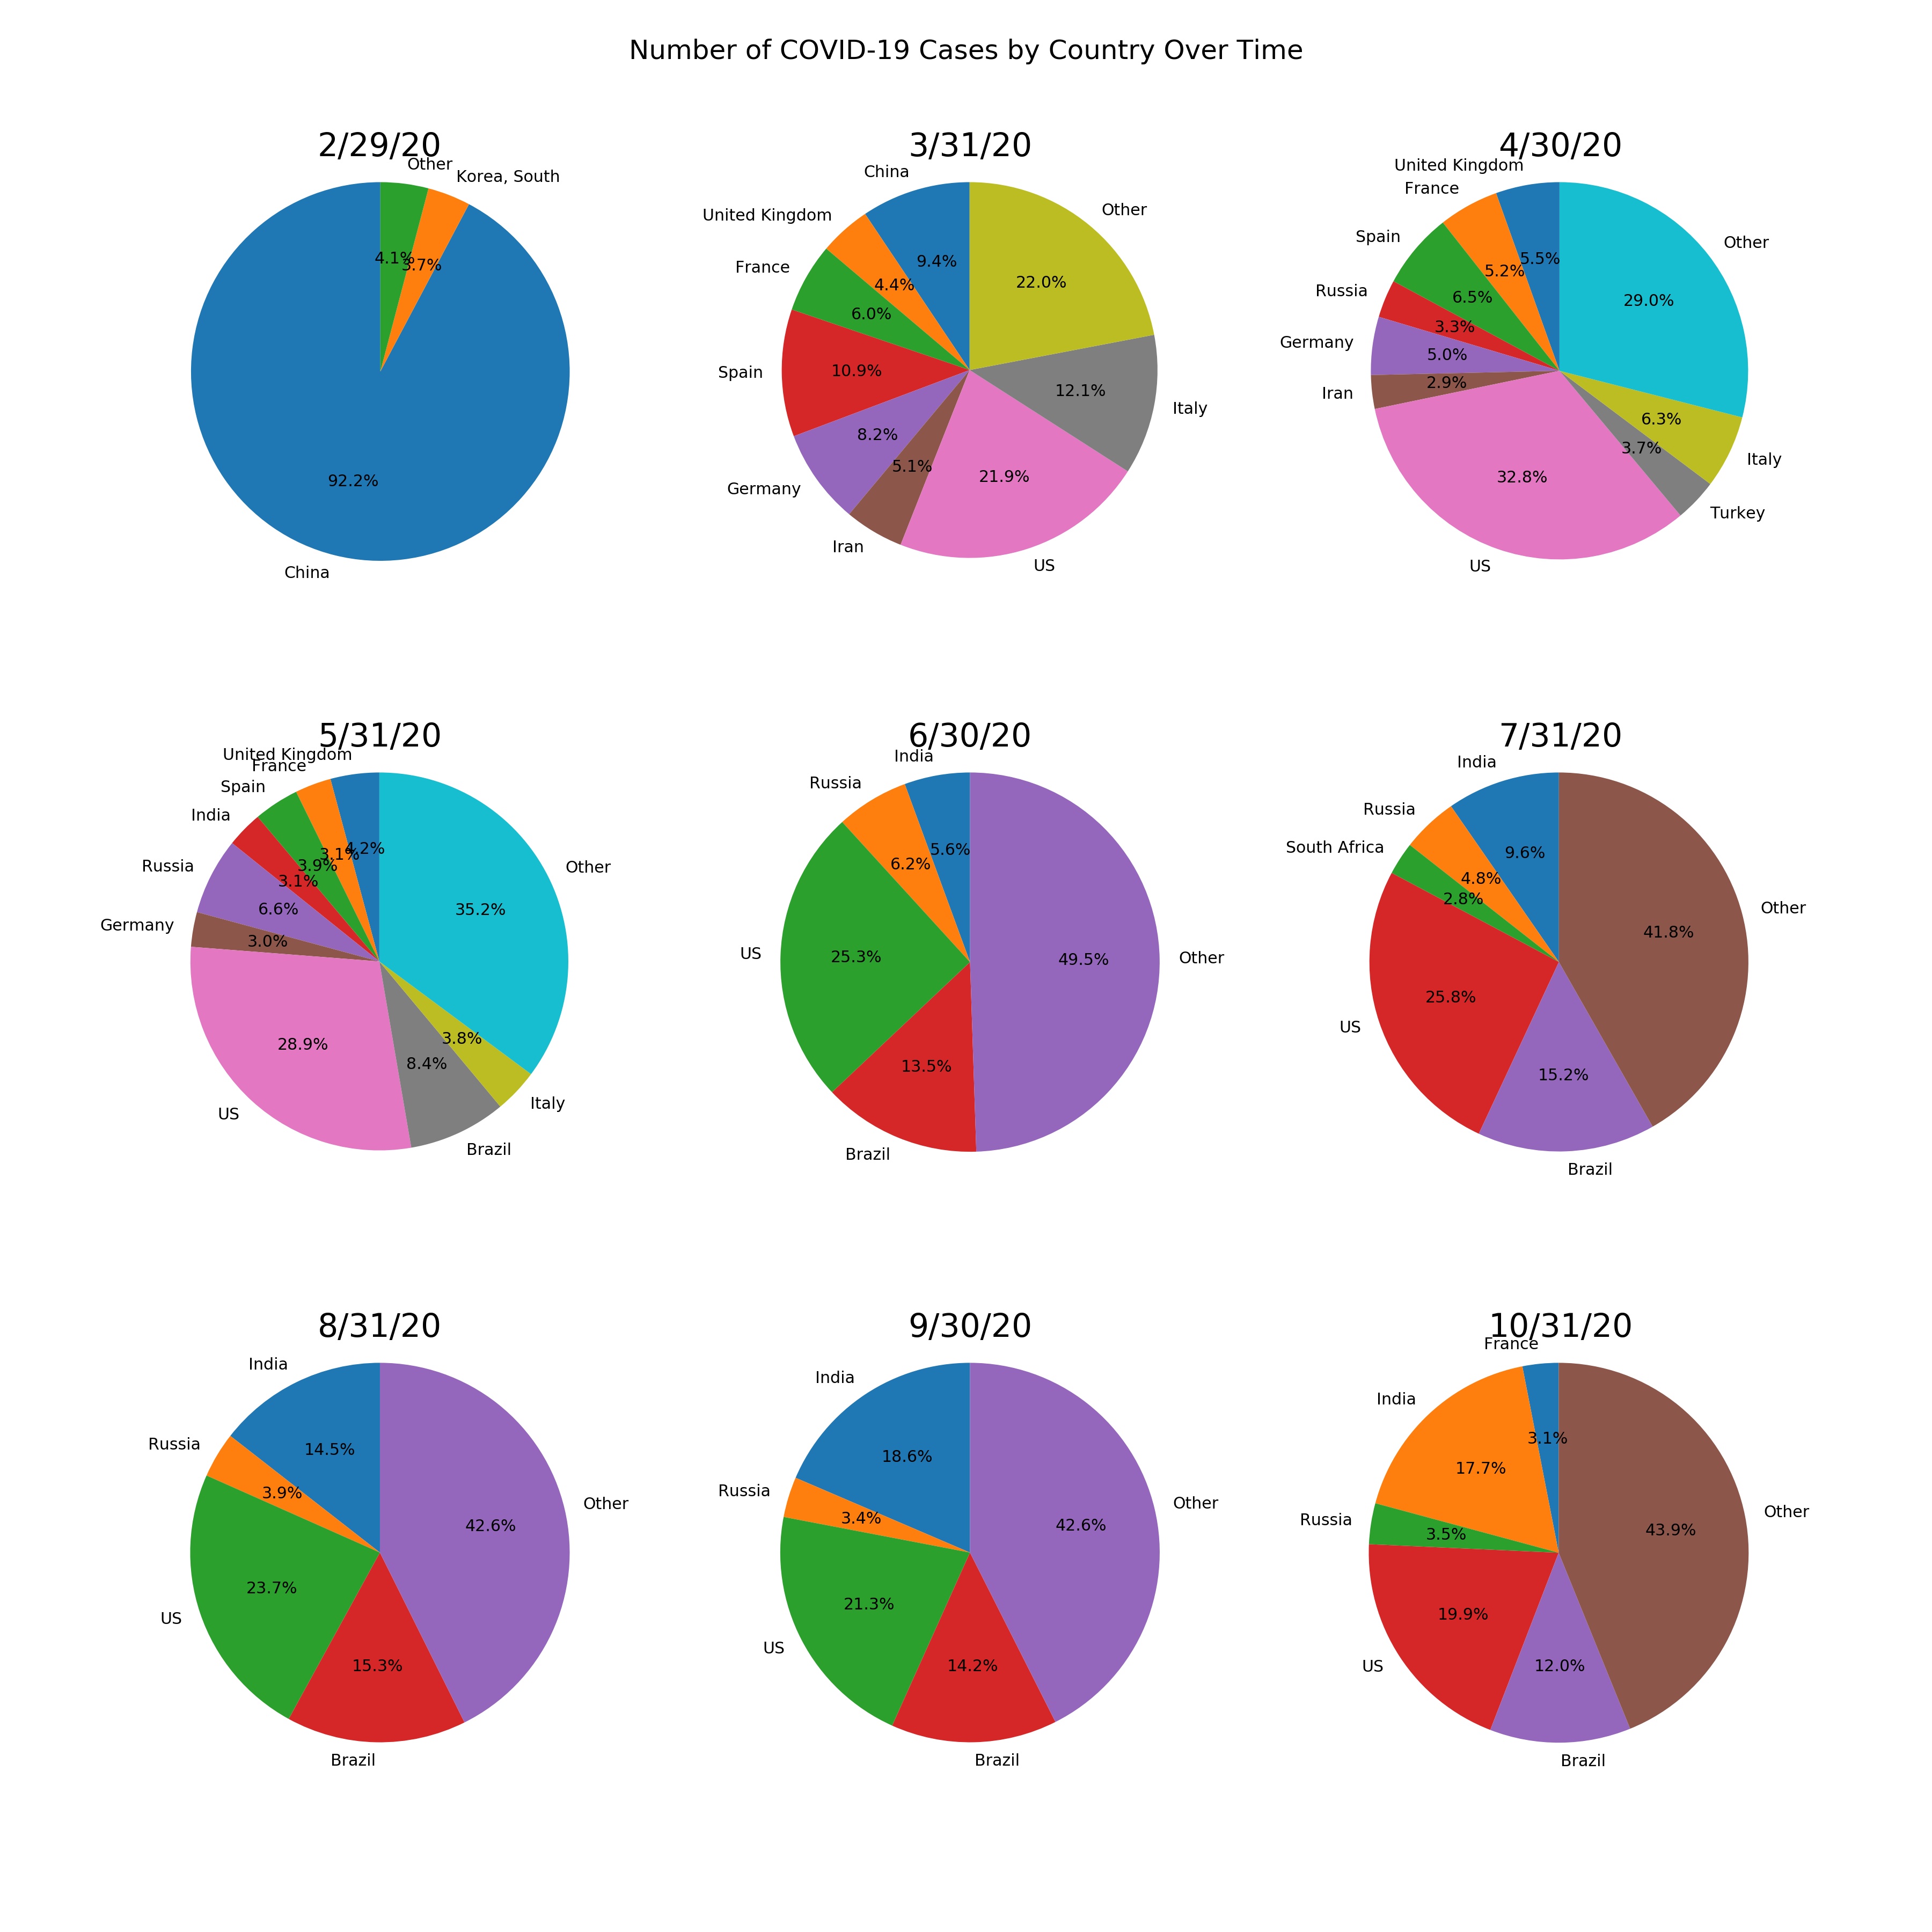 Number of COVID-19 Cases by Country Over Time
2/29/20
Other
Korea, South
4.1%
3.7%
92.2%
China
3/31/20
China
United Kingdom
Other
France
9.4%
22.0%
4.4%
6.0%
Spain
10.9%
12.1%
Italy
8.2%
Germany
5.1%
21.9%
Iran
US
4/30/20
United Kingdom
France
Spain
Other
5.5%
5.2%
Russia
6.5%
29.0%
3.3%
Germany
5.0%
2.9%
Iran
6.3%
3.7%
Italy
32.8%
Turkey
US
5/31/20
United Kingdom
France
Spain
India
4.2%
3.1%
3.9%
Russia
3.1%
Other
6.6%
35.2%
Germany
3.0%
3.8%
28.9%
8.4%
Italy
US
Brazil
6/30/20
India
Russia
5.6%
6.2%
US
25.3%
49.5%
Other
13.5%
Brazil
7/31/20
India
Russia
South Africa
9.6%
4.8%
2.8%
Other
41.8%
25.8%
US
15.2%
Brazil
8/31/20
India
Russia
14.5%
3.9%
Other
42.6%
23.7%
US
15.3%
Brazil
9/30/20
India
18.6%
Russia
3.4%
Other
42.6%
21.3%
US
14.2%
Brazil
10/31/20
France
India
3.1%
17.7%
Russia
3.5%
Other
43.9%
19.9%
US
12.0%
Brazil